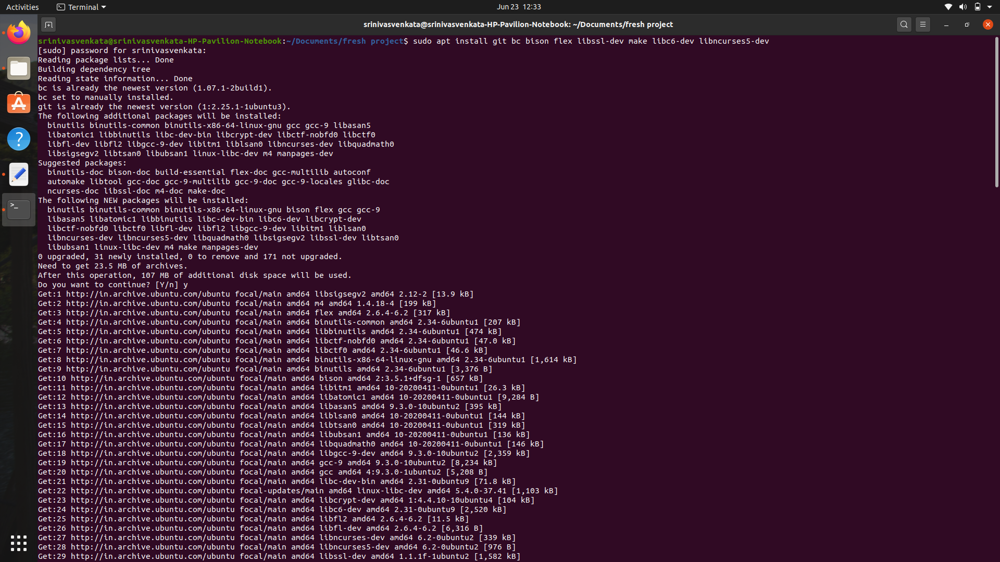 Activities
Terminal
Jun 23 12:33
srinivasvenkata@srinivasvenkata-HP-Pavilion-Notebook: ~/Documents/fresh project
srinivasvenkata@srinivasvenkata-HP-Pavilion-Notebook:~/Documents/fresh project$ sudo apt install git bc bison flex libssl-dev make libc6-dev libncurses5-dev
[sudo] password for srinivasvenkata:
Reading package lists... Done
Building dependency tree
Reading state information... Done
bc is already the newest version (1.07.1-2build1).
bc set to manually installed.
git is already the newest version (1:2.25.1-1ubuntu3).
The following additional packages will be installed:
  binutils binutils-common binutils-x86-64-linux-gnu gcc gcc-9 libasan5
  libatomic1 libbinutils libc-dev-bin libcrypt-dev libctf-nobfd0 libctf0
  libfl-dev libfl2 libgcc-9-dev libitm1 liblsan0 libncurses-dev libquadmath0
  libsigsegv2 libtsan0 libubsan1 linux-libc-dev m4 manpages-dev
Suggested packages:
  binutils-doc bison-doc build-essential flex-doc gcc-multilib autoconf
  automake libtool gcc-doc gcc-9-multilib gcc-9-doc gcc-9-locales glibc-doc
  ncurses-doc libssl-doc m4-doc make-doc
The following NEW packages will be installed:
  binutils binutils-common binutils-x86-64-linux-gnu bison flex gcc gcc-9
  libasan5 libatomic1 libbinutils libc-dev-bin libc6-dev libcrypt-dev
  libctf-nobfd0 libctf0 libfl-dev libfl2 libgcc-9-dev libitm1 liblsan0
  libncurses-dev libncurses5-dev libquadmath0 libsigsegv2 libssl-dev libtsan0
  libubsan1 linux-libc-dev m4 make manpages-dev
0 upgraded, 31 newly installed, 0 to remove and 171 not upgraded.
Need to get 23.5 MB of archives.
After this operation, 107 MB of additional disk space will be used.
Do you want to continue? [Y/n] y
Get:1 http://in.archive.ubuntu.com/ubuntu focal/main amd64 libsigsegv2 amd64 2.12-2 [13.9 kB]
Get:2 http://in.archive.ubuntu.com/ubuntu focal/main amd64 m4 amd64 1.4.18-4 [199 kB]
Get:3 http://in.archive.ubuntu.com/ubuntu focal/main amd64 flex amd64 2.6.4-6.2 [317 kB]
Get:4 http://in.archive.ubuntu.com/ubuntu focal/main amd64 binutils-common amd64 2.34-6ubuntu1 [207 kB]
Get:5 http://in.archive.ubuntu.com/ubuntu focal/main amd64 libbinutils amd64 2.34-6ubuntu1 [474 kB]
Get:6 http://in.archive.ubuntu.com/ubuntu focal/main amd64 libctf-nobfd0 amd64 2.34-6ubuntu1 [47.0 kB]
Get:7 http://in.archive.ubuntu.com/ubuntu focal/main amd64 libctf0 amd64 2.34-6ubuntu1 [46.6 kB]
Get:8 http://in.archive.ubuntu.com/ubuntu focal/main amd64 binutils-x86-64-linux-gnu amd64 2.34-6ubuntu1 [1,614 kB]
Get:9 http://in.archive.ubuntu.com/ubuntu focal/main amd64 binutils amd64 2.34-6ubuntu1 [3,376 B]
Get:10 http://in.archive.ubuntu.com/ubuntu focal/main amd64 bison amd64 2:3.5.1+dfsg-1 [657 kB]
Get:11 http://in.archive.ubuntu.com/ubuntu focal/main amd64 libitm1 amd64 10-20200411-0ubuntu1 [26.3 kB]
Get:12 http://in.archive.ubuntu.com/ubuntu focal/main amd64 libatomic1 amd64 10-20200411-0ubuntu1 [9,284 B]
Get:13 http://in.archive.ubuntu.com/ubuntu focal/main amd64 libasan5 amd64 9.3.0-10ubuntu2 [395 kB]
Get:14 http://in.archive.ubuntu.com/ubuntu focal/main amd64 liblsan0 amd64 10-20200411-0ubuntu1 [144 kB]
Get:15 http://in.archive.ubuntu.com/ubuntu focal/main amd64 libtsan0 amd64 10-20200411-0ubuntu1 [319 kB]
Get:16 http://in.archive.ubuntu.com/ubuntu focal/main amd64 libubsan1 amd64 10-20200411-0ubuntu1 [136 kB]
Get:17 http://in.archive.ubuntu.com/ubuntu focal/main amd64 libquadmath0 amd64 10-20200411-0ubuntu1 [146 kB]
Get:18 http://in.archive.ubuntu.com/ubuntu focal/main amd64 libgcc-9-dev amd64 9.3.0-10ubuntu2 [2,359 kB]
Get:19 http://in.archive.ubuntu.com/ubuntu focal/main amd64 gcc-9 amd64 9.3.0-10ubuntu2 [8,234 kB]
Get:20 http://in.archive.ubuntu.com/ubuntu focal/main amd64 gcc amd64 4:9.3.0-1ubuntu2 [5,208 B]
Get:21 http://in.archive.ubuntu.com/ubuntu focal/main amd64 libc-dev-bin amd64 2.31-0ubuntu9 [71.8 kB]
Get:22 http://in.archive.ubuntu.com/ubuntu focal-updates/main amd64 linux-libc-dev amd64 5.4.0-37.41 [1,103 kB]
Get:23 http://in.archive.ubuntu.com/ubuntu focal/main amd64 libcrypt-dev amd64 1:4.4.10-10ubuntu4 [104 kB]
Get:24 http://in.archive.ubuntu.com/ubuntu focal/main amd64 libc6-dev amd64 2.31-0ubuntu9 [2,520 kB]
Get:25 http://in.archive.ubuntu.com/ubuntu focal/main amd64 libfl2 amd64 2.6.4-6.2 [11.5 kB]
Get:26 http://in.archive.ubuntu.com/ubuntu focal/main amd64 libfl-dev amd64 2.6.4-6.2 [6,316 B]
Get:27 http://in.archive.ubuntu.com/ubuntu focal/main amd64 libncurses-dev amd64 6.2-0ubuntu2 [339 kB]
Get:28 http://in.archive.ubuntu.com/ubuntu focal/main amd64 libncurses5-dev amd64 6.2-0ubuntu2 [976 B]
Get:29 http://in.archive.ubuntu.com/ubuntu focal/main amd64 libssl-dev amd64 1.1.1f-1ubuntu2 [1,582 kB]